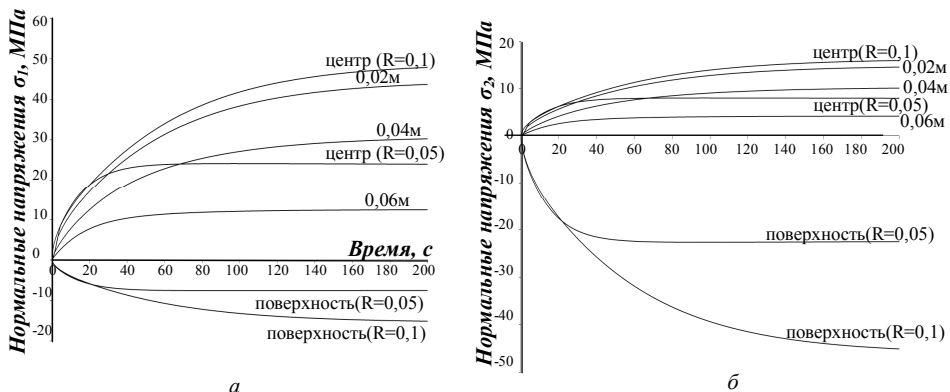 Нормальные напряжения σ1, МПа
60
50
40
30
20
10
0
-10
-20
0 20 40 60 80 100 120 140 160 180 200
центр (R=0,1)
0,02м
0,04м
центр (R=0,05)
0,06м
Время, с
поверхность(R=0,05)
поверхность(R=0,1)
а
Нормальные напряжения σ2, МПа
20
10
0
-10
-20
-30
-40
-50
0 20 40 60 80 100 120 140 160 180 200
центр(R=0,1)
0,02м
0,04м
центр(R=0,05)
0,06м
поверхность(R=0,05)
поверхность(R=0,1)
б